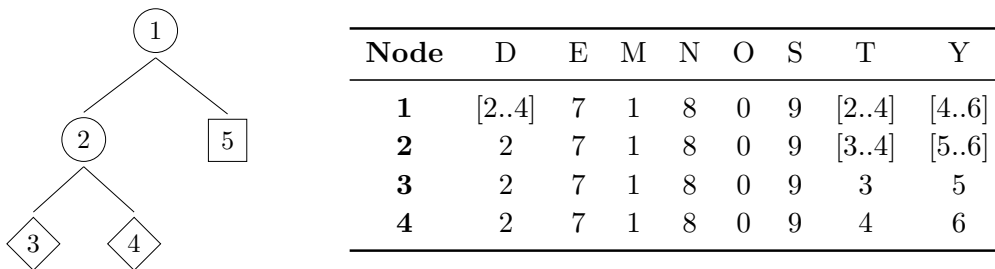 1
2 5
3 4
Node D E M N O S T Y
1 [2..4] 7 1 8 0 9 [2..4] [4..6]
2 2 7 1 8 0 9 [3..4] [5..6]
3 2 7 1 8 0 9 3 5
4 2 7 1 8 0 9 4 6